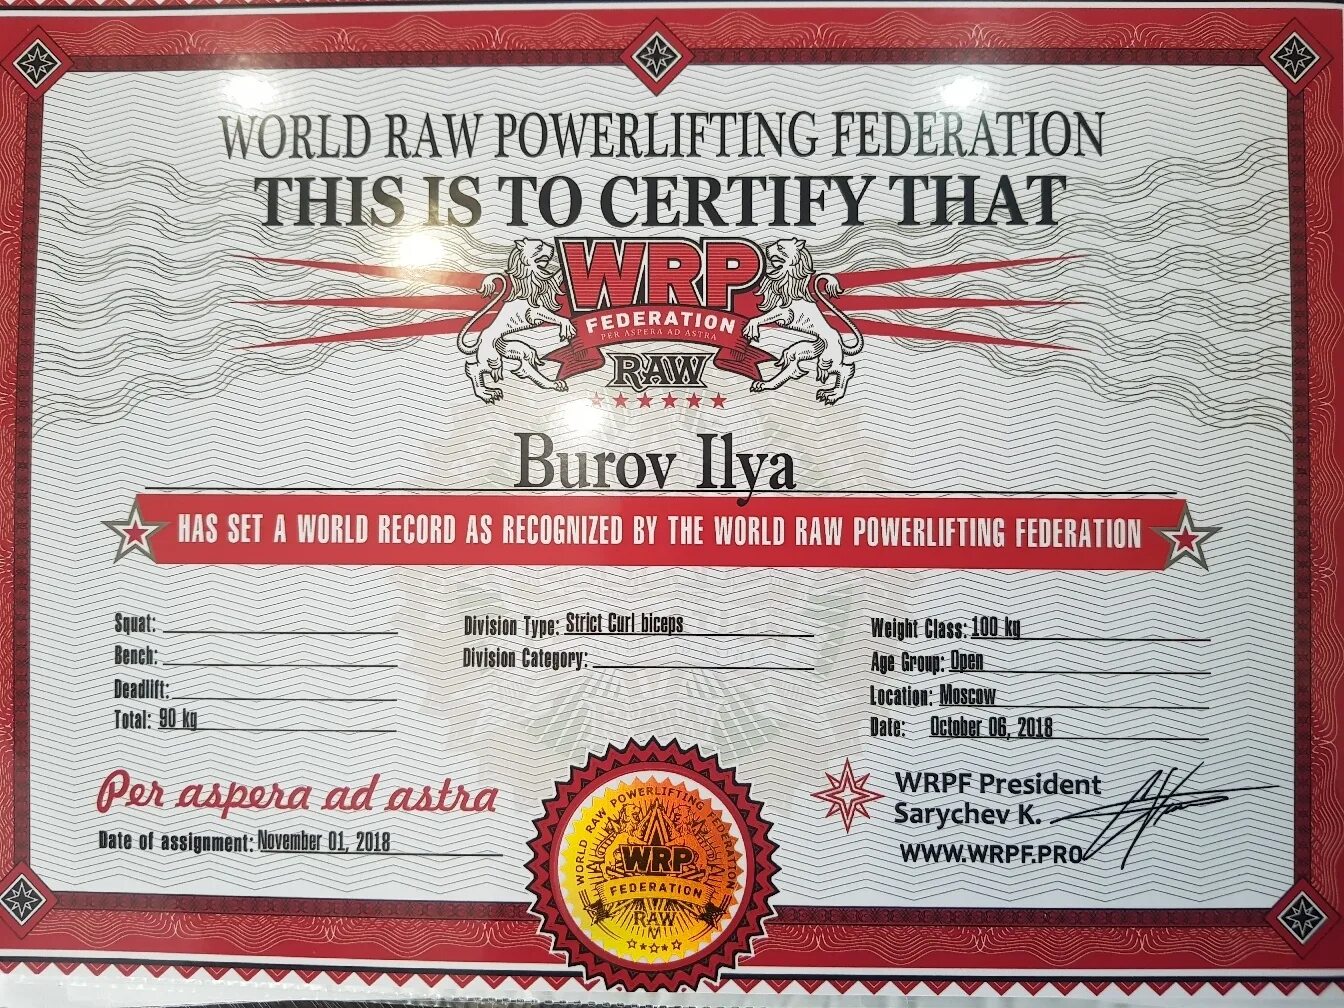 WORLD RAW POWERLIFTING FEDERATION
THIS IS TO CERTIFY THAT
WRP
FEDERATION
PER ASPERA AD ASTRA
RAW
Burov Ilya
HAS SET A WORLD RECORD AS RECOGNIZED BY THE WORLD RAW POWERLIFTING FEDERATION
Squat:
Bench:
Deadlift:
Total: 90 kg
Division Type: Strict Curl biceps
Division Category:
Weight Class: 100 kg
Age Group: Open
Location: Moscow
Date: October 06, 2018
Per aspera ad astra
Date of assignment: November 01, 2018
WORLD RAW POWERLIFTING FEDERATION
WRP
FEDERATION
RAW
WRPF President
Sarychev K.
WWW.WRPF.PRO